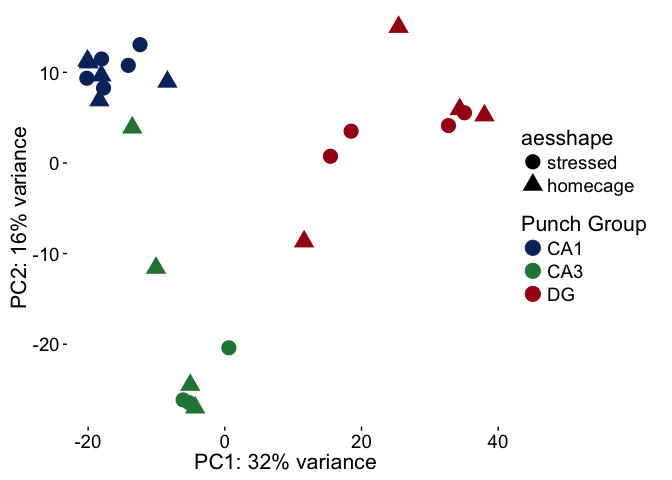 10
0
-10
-20
PC2: 16% variance
-20
0
20
40
PC1: 32% variance
aesshape
stressed
homecage
Punch Group
CA1
CA3
DG